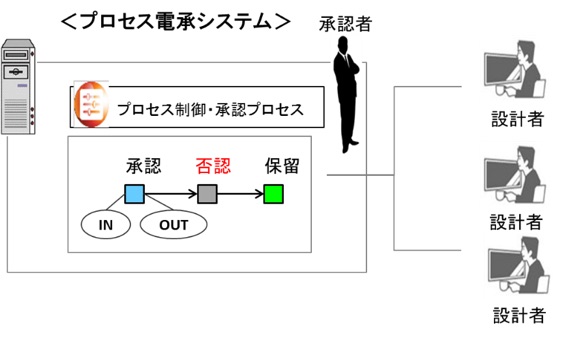 ＜プロセス電承システム＞
承認者
プロセス制御・承認プロセス
承認
否認
保留
IN
OUT
設計者
設計者
設計者